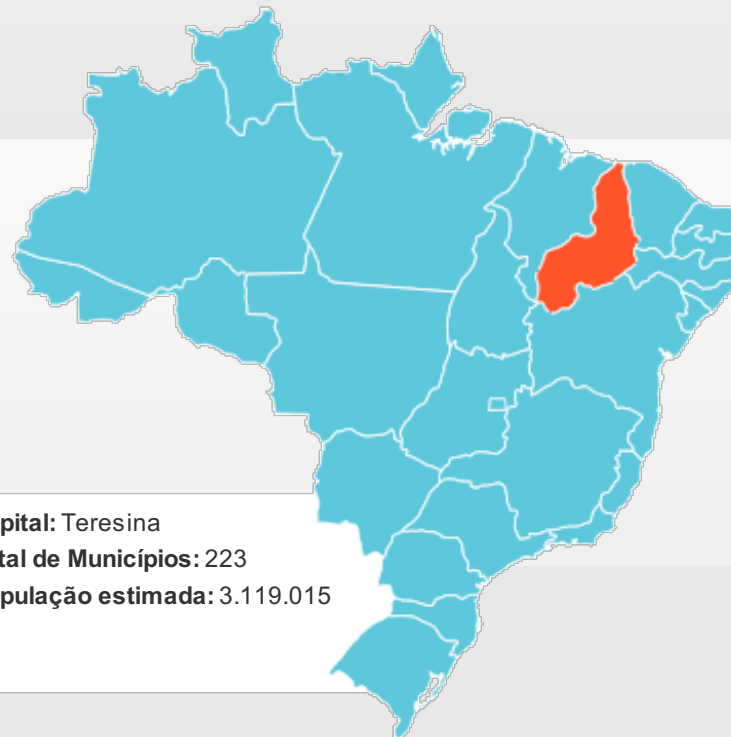 pital: Teresina
tal de Municípios: 223
pulação estimada: 3.119.015